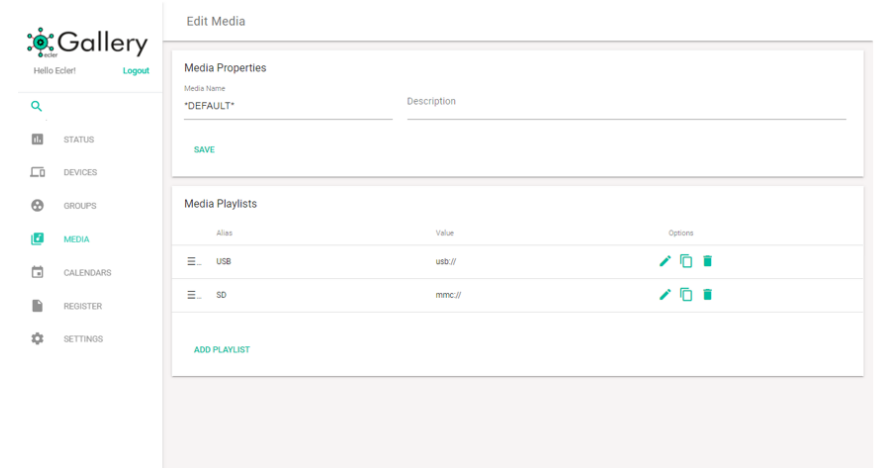 Gallery
ecler
Hello Ecler!
Logout
STATUS
DEVICES
GROUPS
MEDIA
CALENDARS
REGISTER
SETTINGS
Edit Media
Media Properties
Media Name
*DEFAULT*
Description
SAVE
Media Playlists
Alias Value Options
USB usb://
SD mmc://
ADD PLAYLIST